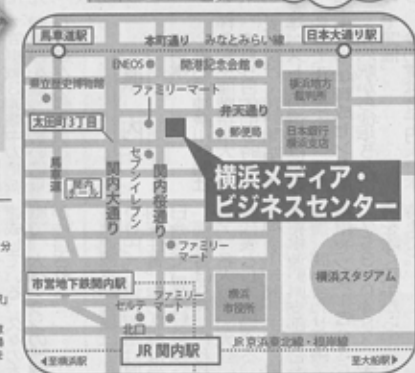 馬車道駅
本町通り
みなとみらい線
日本大通り駅
ENEOS
開港記念会館
県立歴史博物館
ファミリーマート
横浜地方
裁判所
弁天通り
太田町3丁目
郵便局
日本銀行
横浜支店
馬車道
関内
ホール
関内大通り
セブンイレブン
関内桜通り
横浜メディア・
ビジネスセンター
ファミリー
マート
分
市営地下鉄関内駅
セルテ
ファミリー
マート
北口
横浜
市役所
横浜スタジアム
JR 関内駅
JR京浜東北線・根岸線
至横浜駅
至大船駅